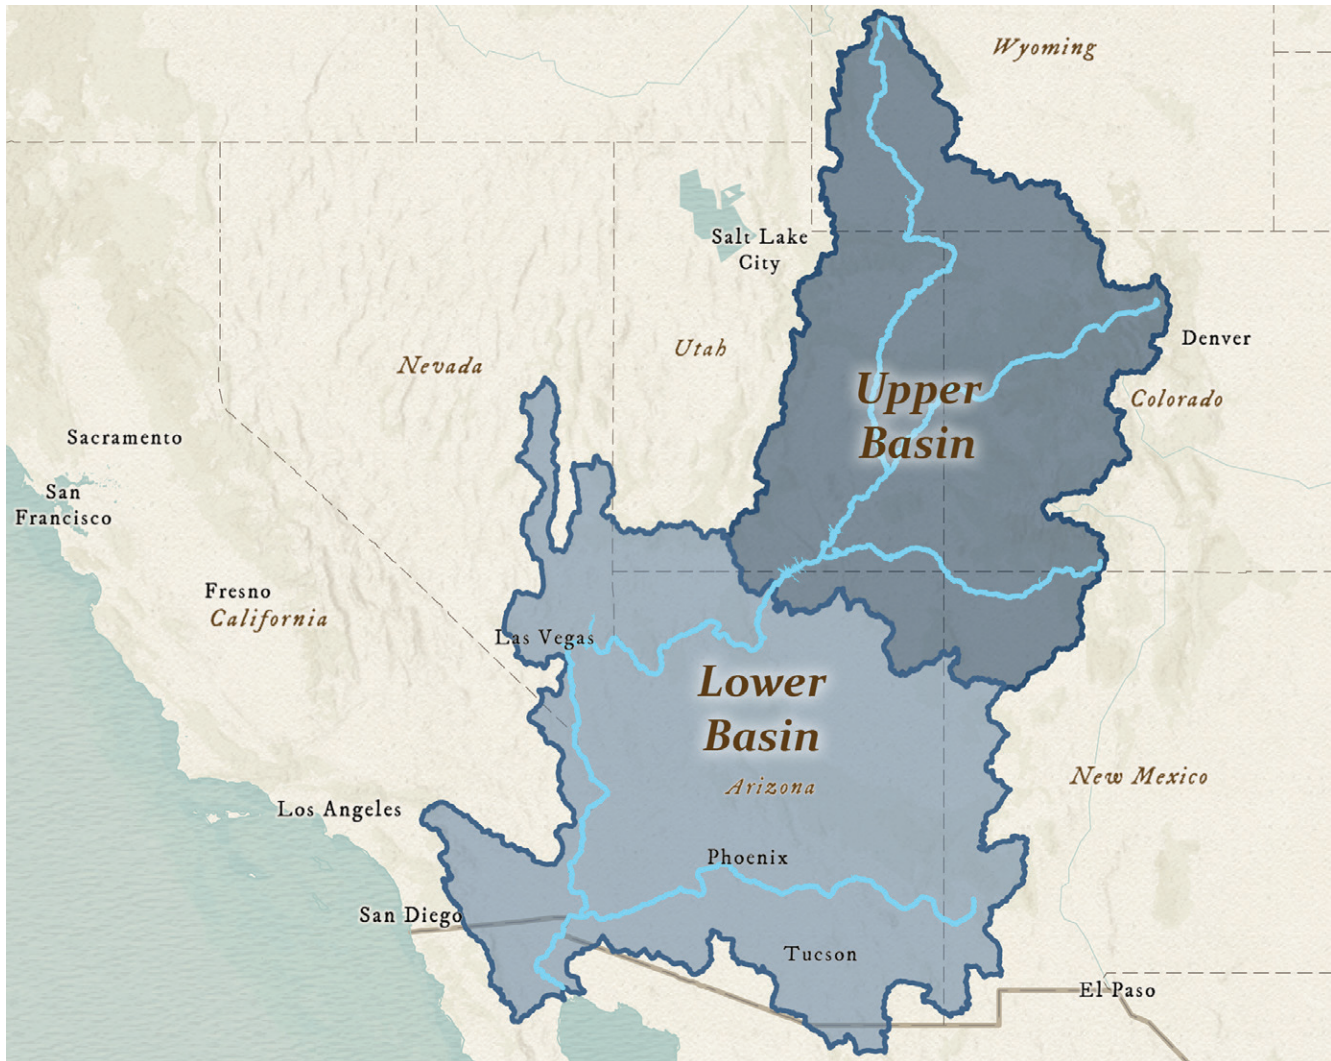 Wyoming
Salt Lake
City
Denver
Nevada
Utah
Upper
Basin
Colorado
Sacramento
San
Francisco
Fresno
California
Las Vegas
Lower
Basin
Arizona
New Mexico
Los Angeles
Phoenix
San Diego
Tucson
El Paso